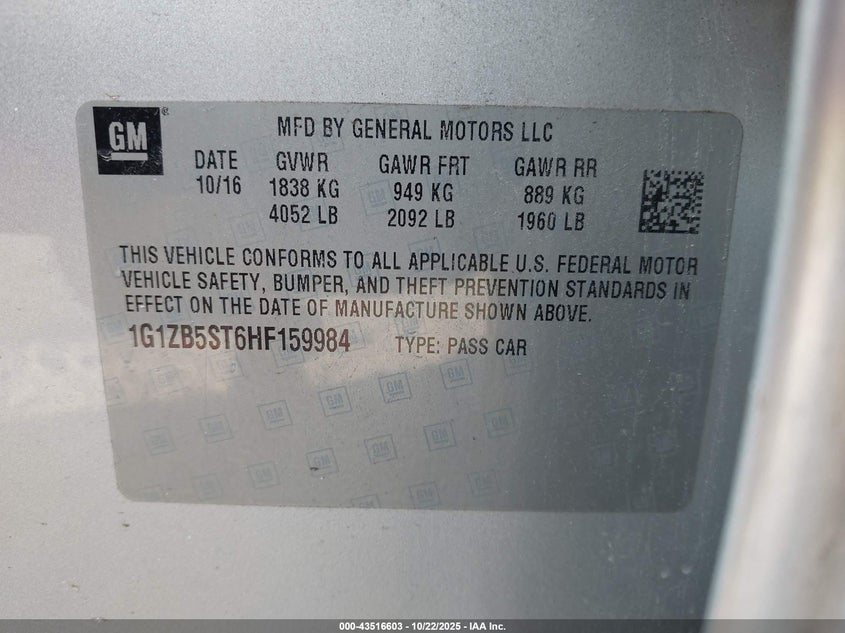 GM
MFD BY GENERAL MOTORS LLC
DATE GVWR GAWR FRT GAWR RR
10/16 1838 KG 949 KG 889 KG
4052 LB 2092 LB 1960 LB
THIS VEHICLE CONFORMS TO ALL APPLICABLE U.S. FEDERAL MOTOR
VEHICLE SAFETY, BUMPER, AND THEFT PREVENTION STANDARDS IN
EFFECT ON THE DATE OF MANUFACTURE SHOWN ABOVE.
1G1ZB5ST6HF159984 TYPE: PASS CAR
000-43516603 / 10/22/2025 - IAA Inc.